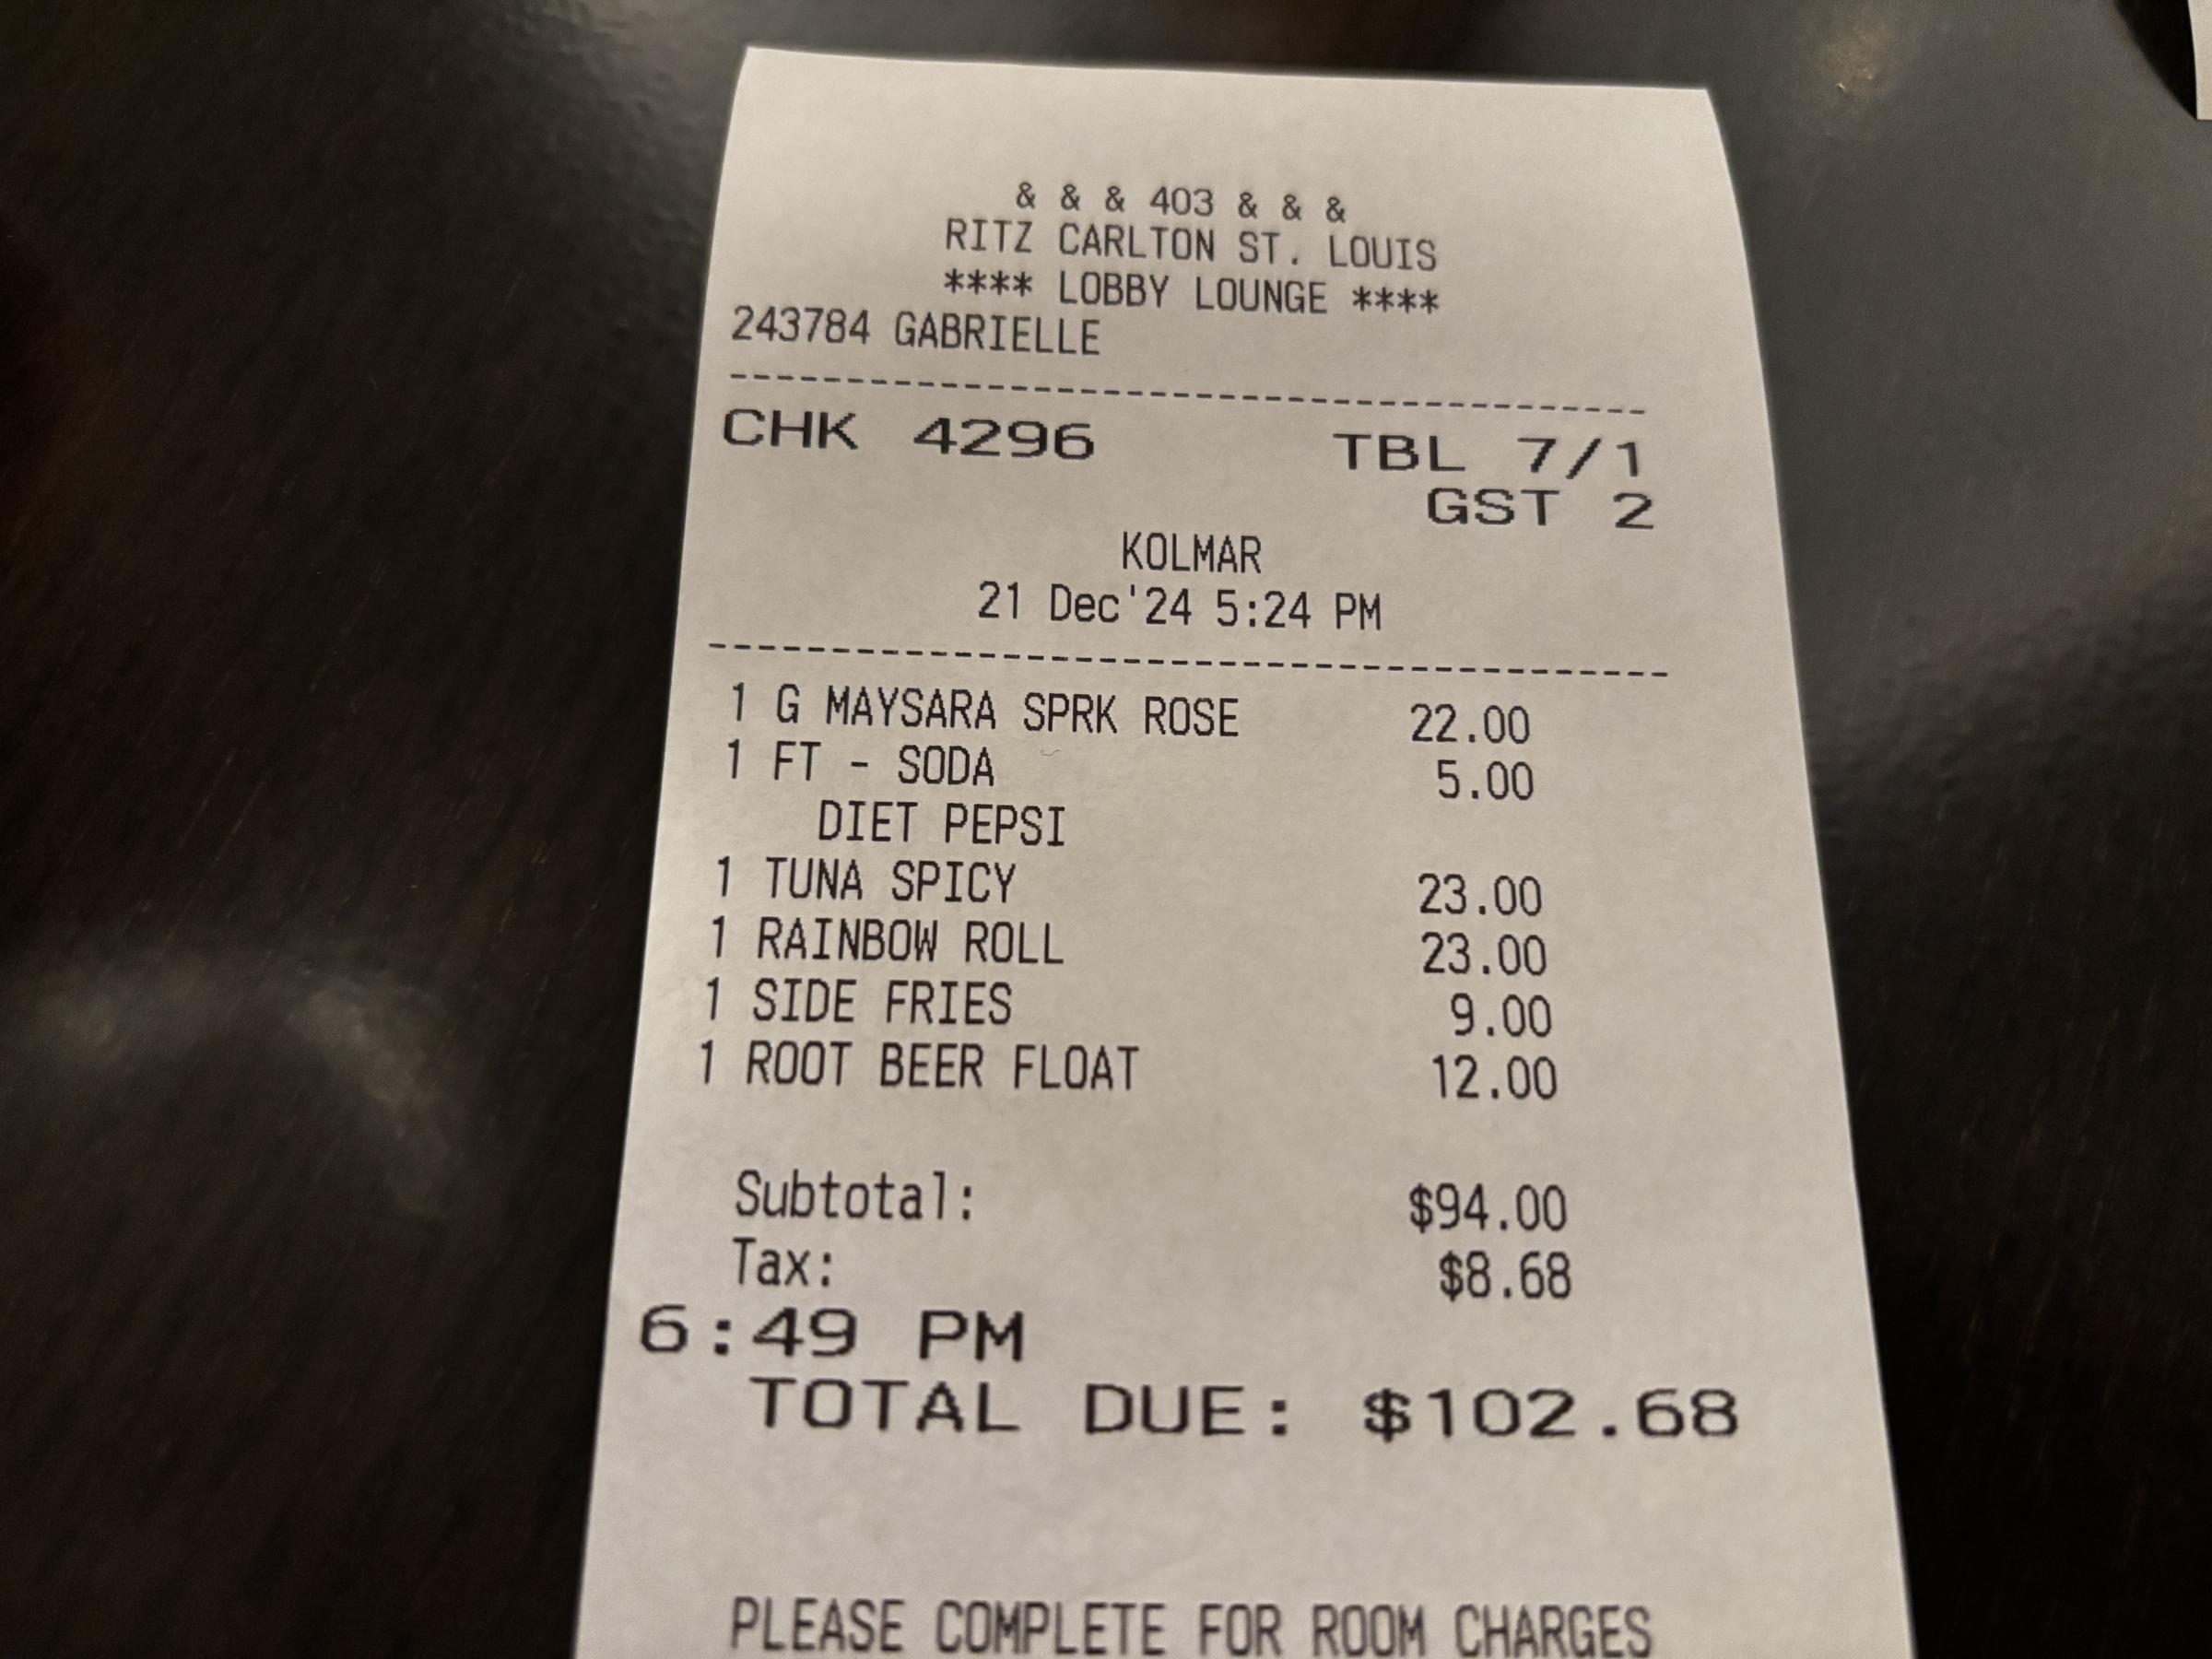 & & & 403 & & &
RITZ CARLTON ST. LOUIS
**** LOBBY LOUNGE ****
243784 GABRIELLE
----------------------------------------
CHK 4296 TBL 7/1
GST 2
KOLMAR
21 Dec'24 5:24 PM
----------------------------------------
1 G MAYSARA SPRK ROSE 22.00
1 FT - SODA 5.00
DIET PEPSI
1 TUNA SPICY 23.00
1 RAINBOW ROLL 23.00
1 SIDE FRIES 9.00
1 ROOT BEER FLOAT 12.00
Subtotal: $94.00
Tax: $8.68
6:49 PM
TOTAL DUE: $102.68
PLEASE COMPLETE FOR ROOM CHARGES